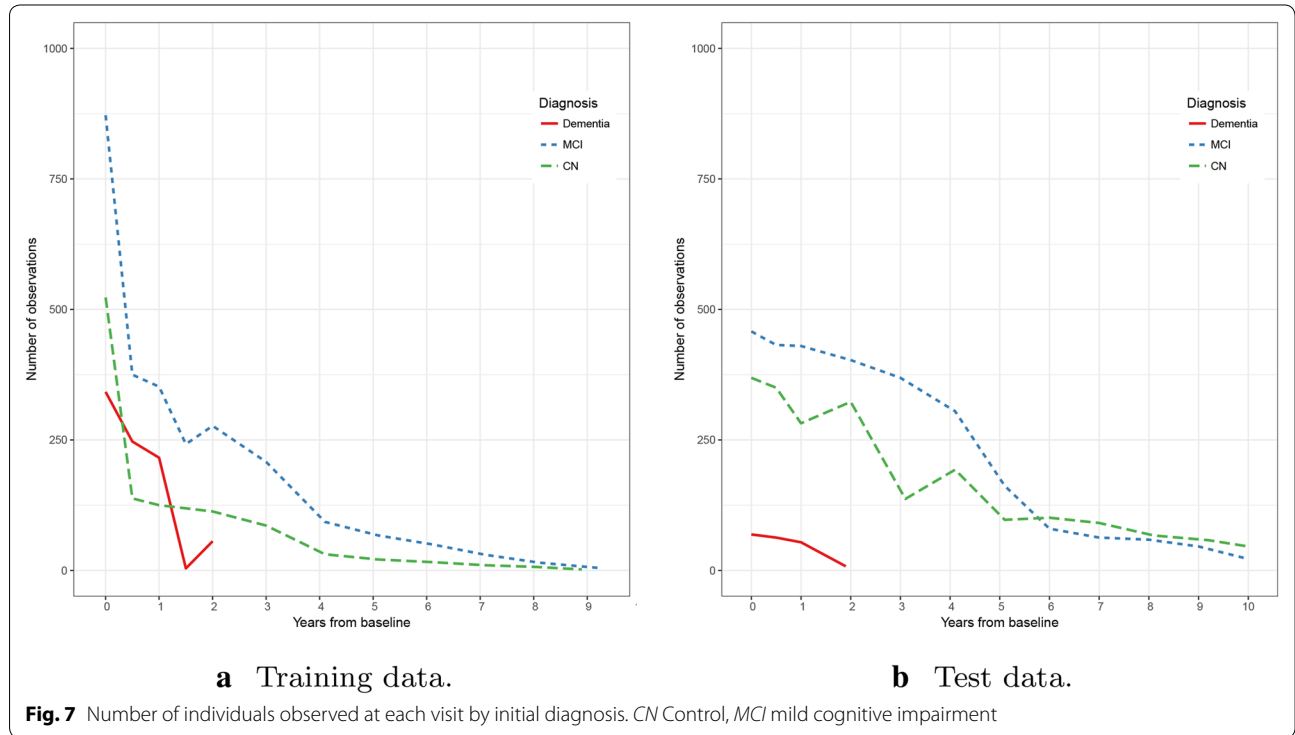 1000
750
500
250
0
Number of observations
Diagnosis
Dementia
MCI
CN
0 1 2 3 4 5 6 7 8 9
Years from baseline
a Training data.
1000
750
500
250
0
Number of observations
Diagnosis
Dementia
MCI
CN
0 1 2 3 4 5 6 7 8 9 10
Years from baseline
b Test data.
Fig. 7 Number of individuals observed at each visit by initial diagnosis. CN Control, MCI mild cognitive impairment